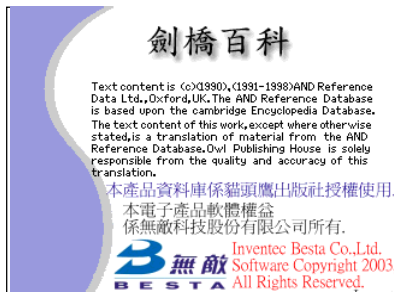 劍橋百科
Text content is (c)(1990),(1991-1998)AND Reference
Data Ltd.,Oxford,UK.The AND Reference Database
is based upon the cambridge Encyclopedia Database.
The text content of this work,except where otherwise
stated,is a translation of material from the AND
Reference Database.Owl Publishing House is solely
responsible from the quality and accuracy of this
translation.
本產品資料庫係貓頭鷹出版社授權使用.
本電子產品軟體權益
係無敵科技股份有限公司所有.
無敵
BESTA
Inventec Besta Co.,Ltd.
Software Copyright 2003
All Rights Reserved.